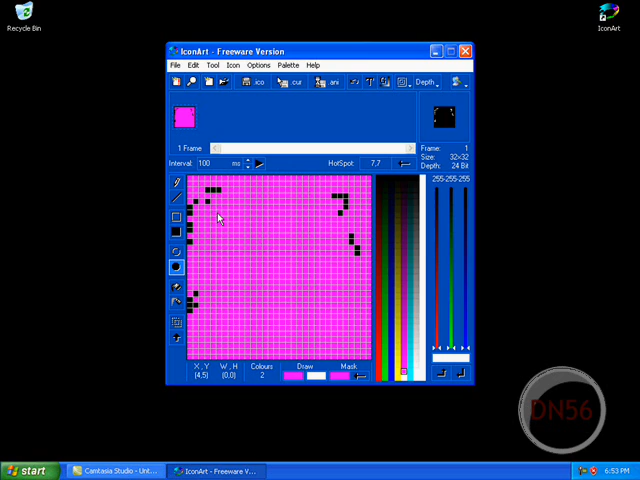 Recycle Bin
IconArt
IconArt - Freeware Version
File Edit Tool Icon Options Palette Help
.ico .cur .ani Depth
1 Frame
Frame: 1
Size: 32×32
Depth: 24 Bit
Interval: 100 ms HotSpot: 7,7
255-255-255
X , Y W , H Colours Draw Mask
(4,5) (0,0) 2
DN56
start Camtasia Studio - Unt... IconArt - Freeware V... 6:53 PM